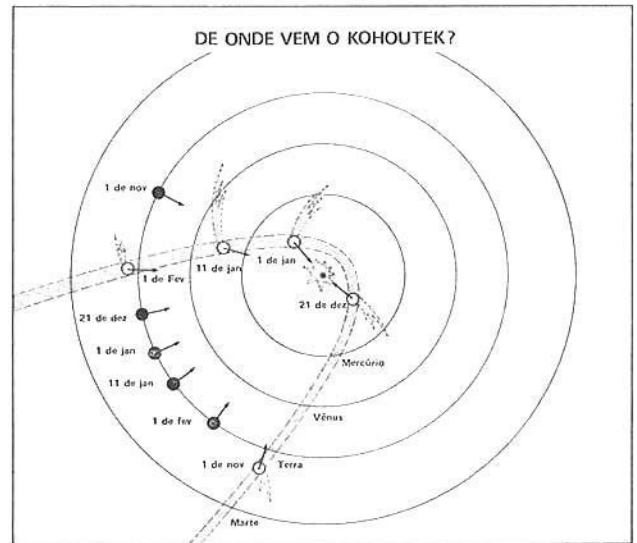 DE ONDE VEM O KOHOUTEK?
1 de nov
11 de jan
1 de jan
1 de Fev
21 de dez
21 de dez
1 de jan
11 de jan
1 de fev
Mercúrio
Vênus
1 de nov
Terra
Marte